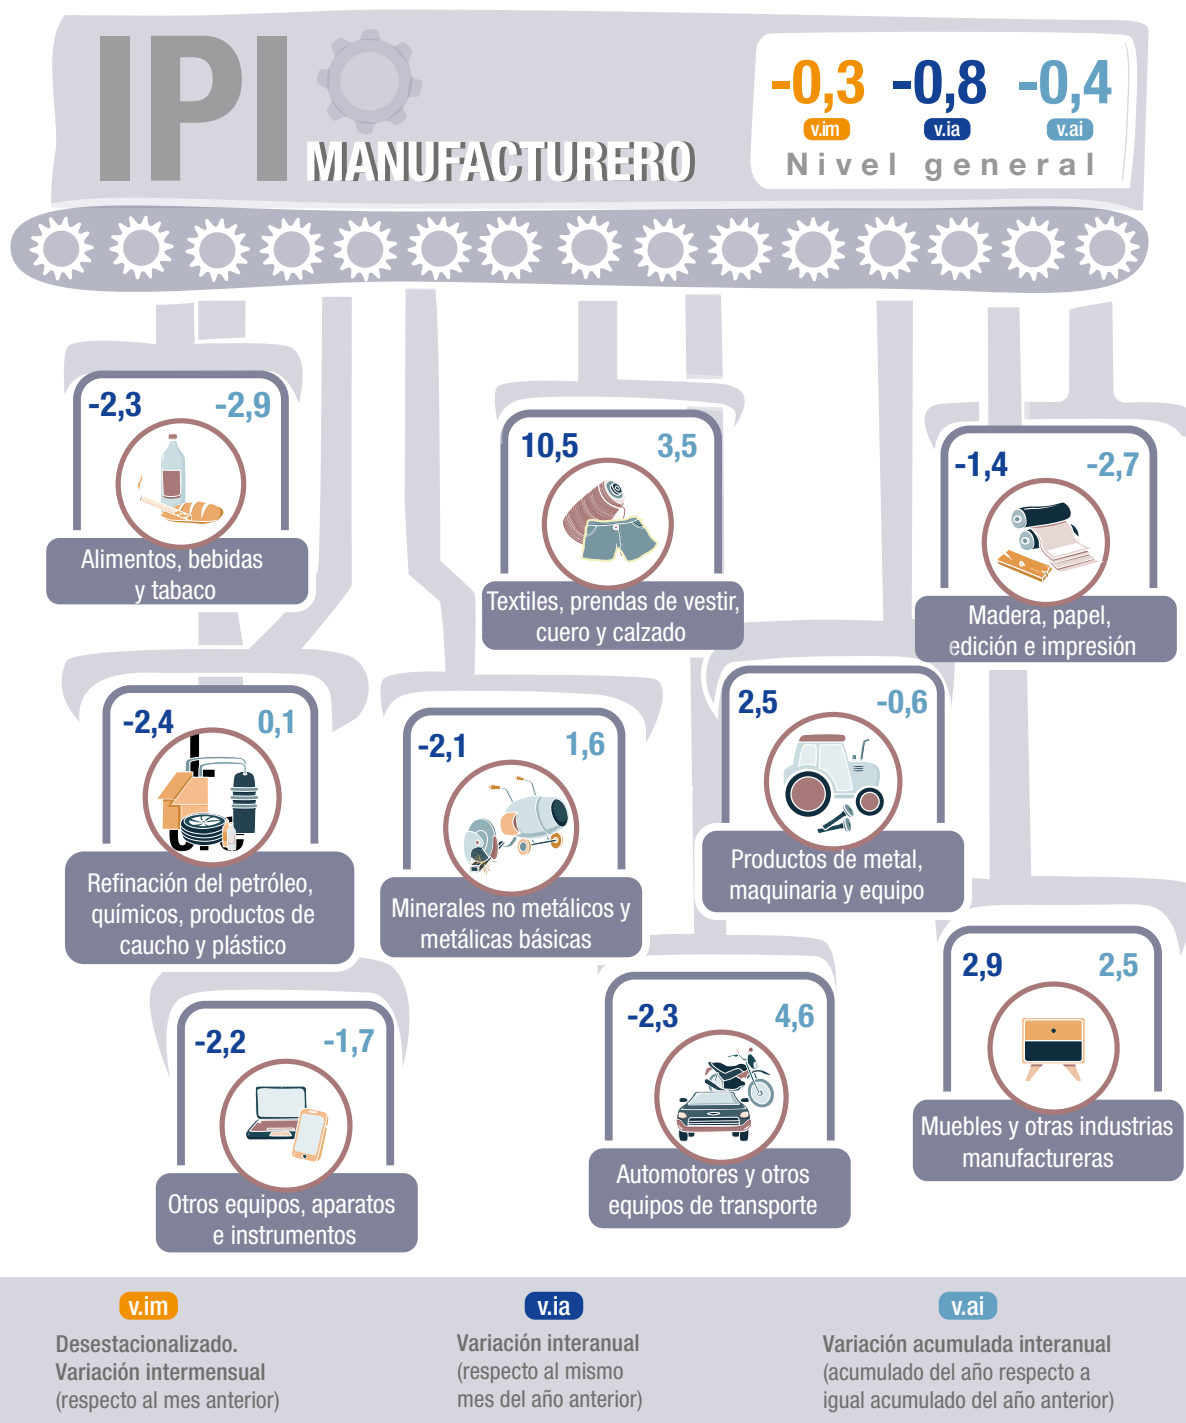 IPI
MANUFACTURERO
-0,3 -0,8 -0,4
v.im v.ia v.ai
Nivel general
-2,3 -2,9
Alimentos, bebidas
y tabaco
10,5 3,5
Textiles, prendas de vestir,
cuero y calzado
-1,4 -2,7
Madera, papel,
edición e impresión
-2,4 0,1
Refinación del petróleo,
químicos, productos de
caucho y plástico
-2,1 1,6
Minerales no metálicos y
metálicas básicas
2,5 -0,6
Productos de metal,
maquinaria y equipo
-2,2 -1,7
Otros equipos, aparatos
e instrumentos
-2,3 4,6
Automotores y otros
equipos de transporte
2,9 2,5
Muebles y otras industrias
manufactureras
v.im
Desestacionalizado.
Variación intermensual
(respecto al mes anterior)
v.ia
Variación interanual
(respecto al mismo
mes del año anterior)
v.ai
Variación acumulada interanual
(acumulado del año respecto a
igual acumulado del año anterior)